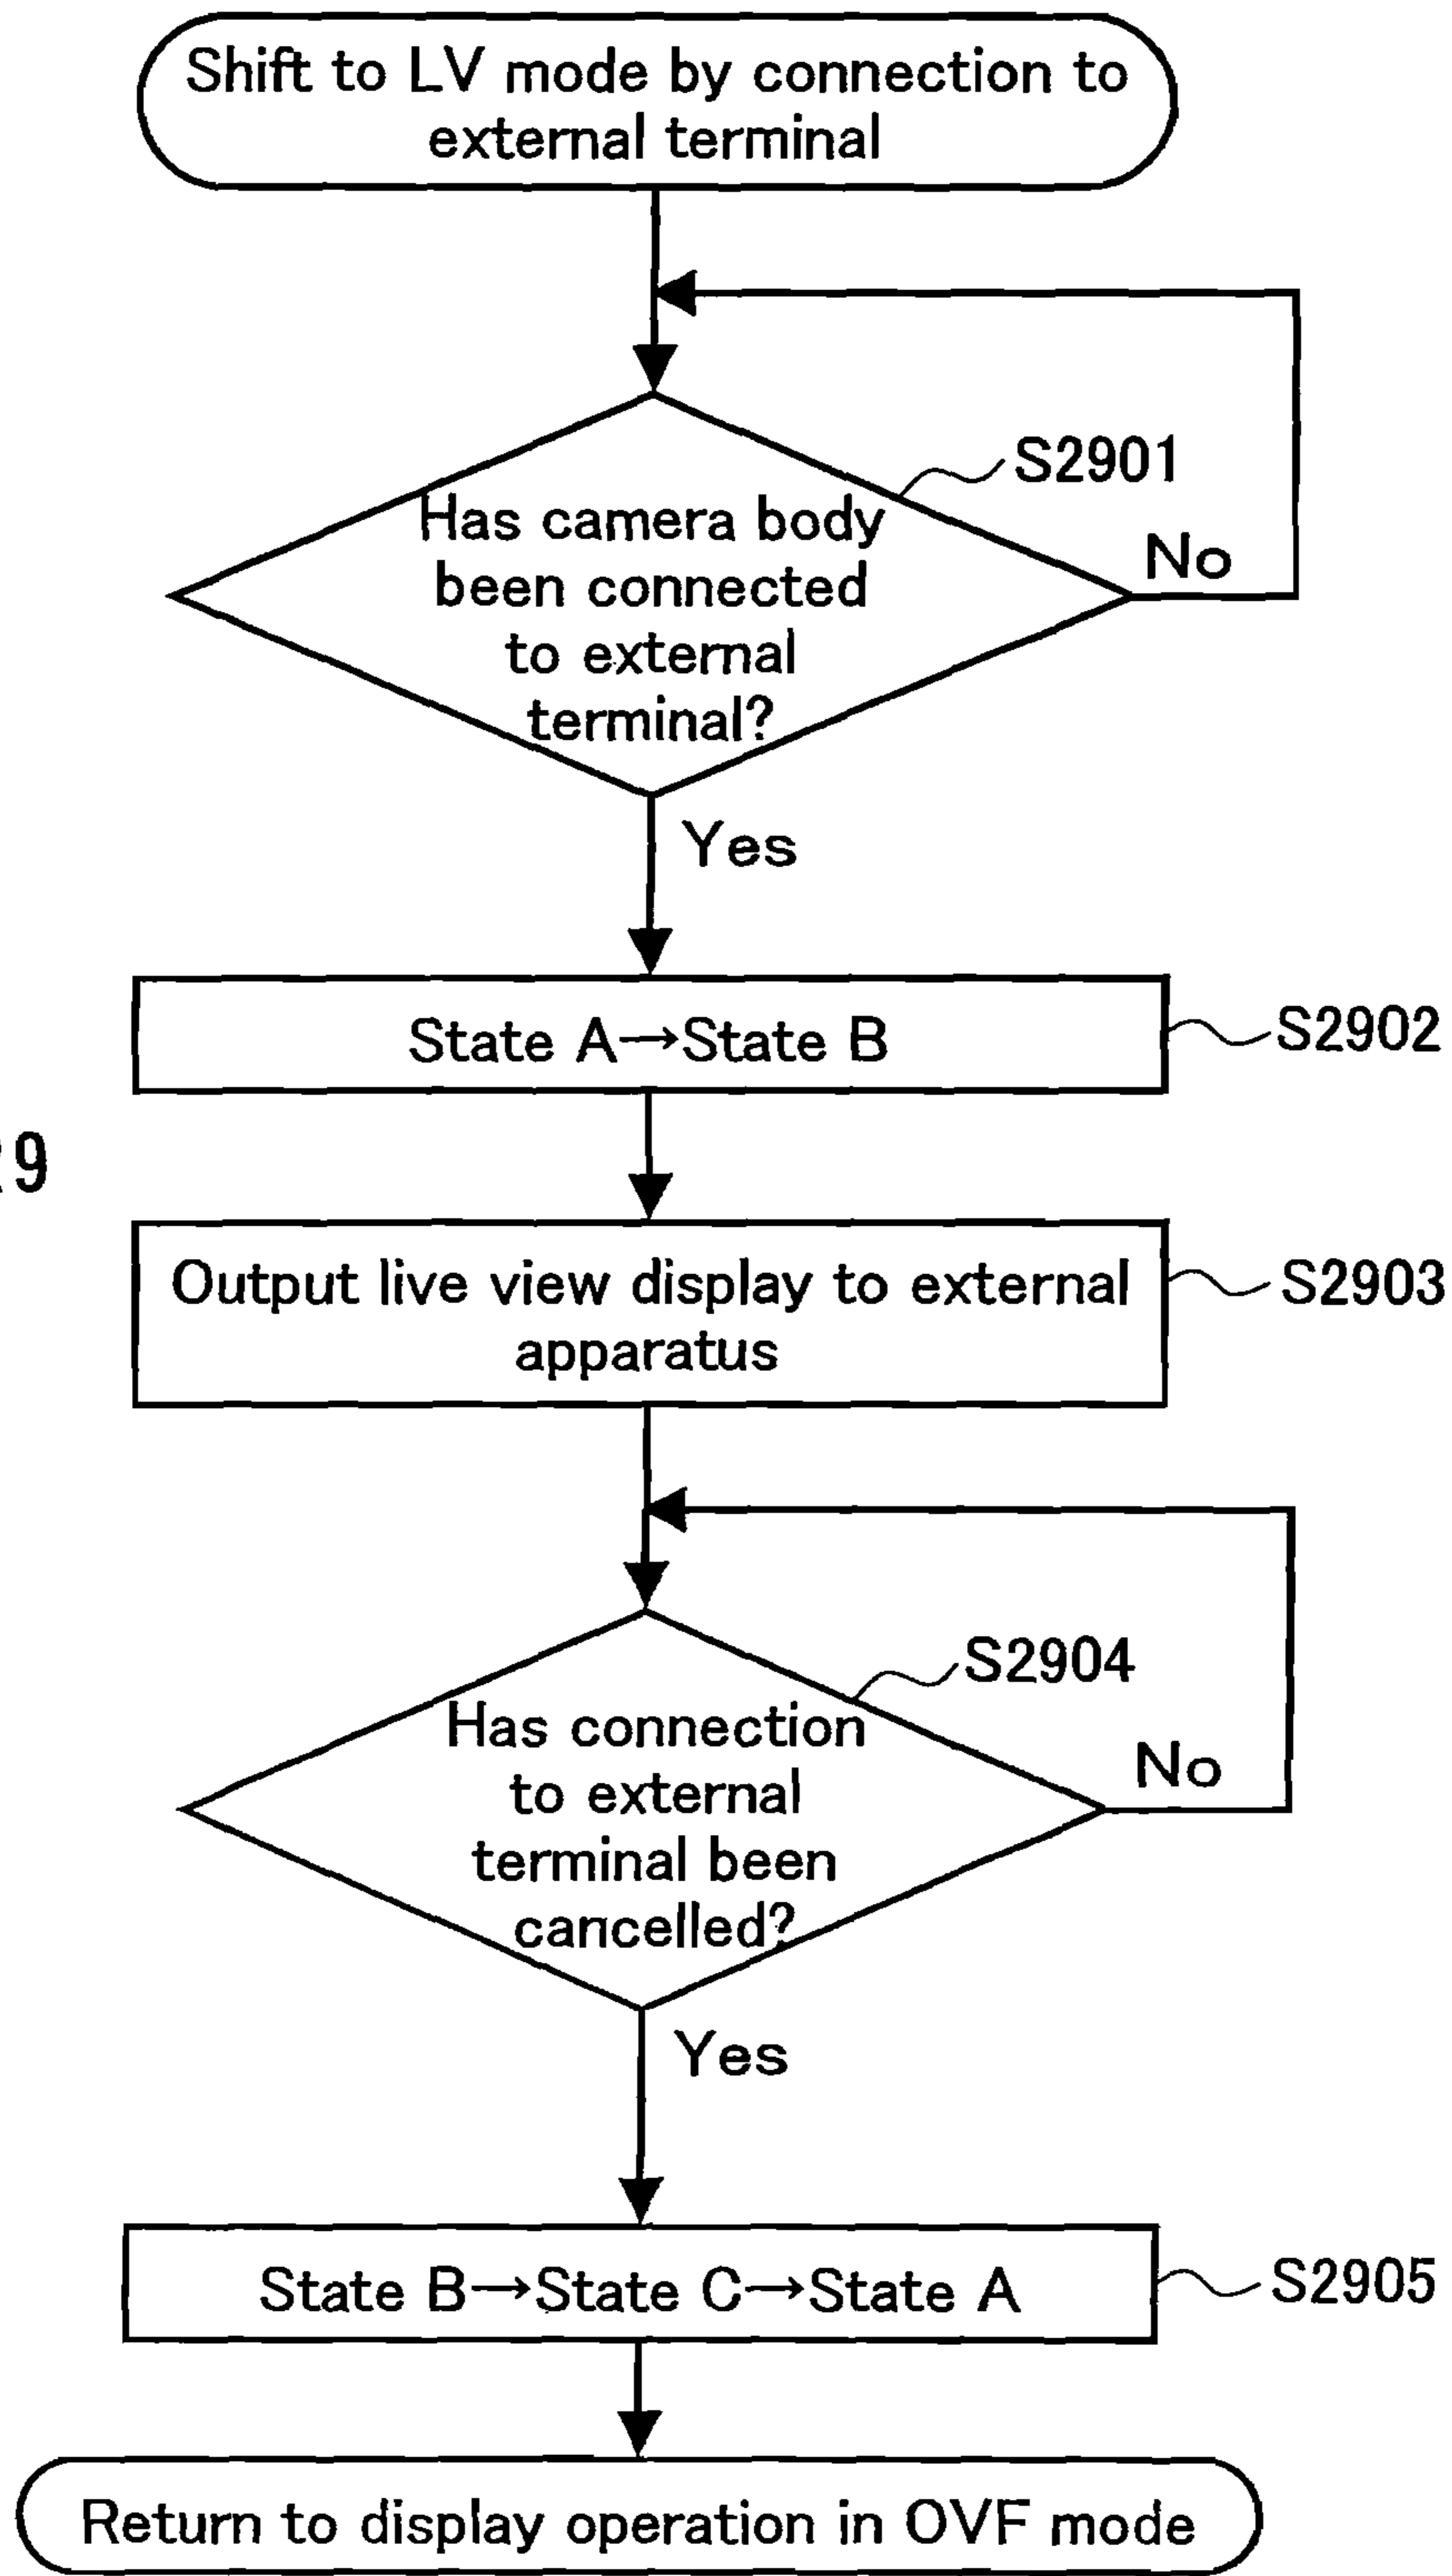 Shift to LV mode by connection to
external terminal
S2901
Has camera body
been connected
to external
terminal?
No
Yes
State A→State B
S2902
29
Output live view display to external
apparatus
S2903
S2904
Has connection
to external
terminal been
cancelled?
No
Yes
State B→State C→State A
S2905
Return to display operation in OVF mode